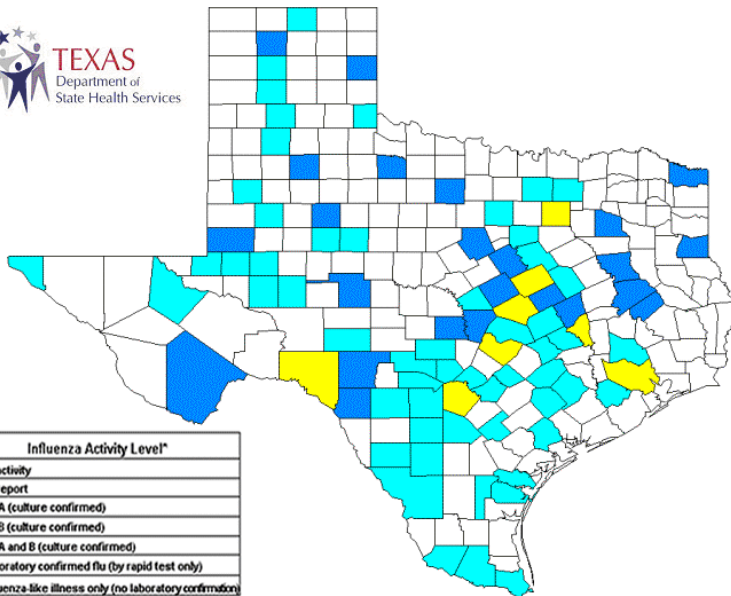 TEXAS
Department of
State Health Services
Influenza Activity Level*
ctivity
eport
A (culture confirmed)
B (culture confirmed)
A and B (culture confirmed)
oratory confirmed flu (by rapid test only)
uenza-like illness only (no laboratory confirmation)